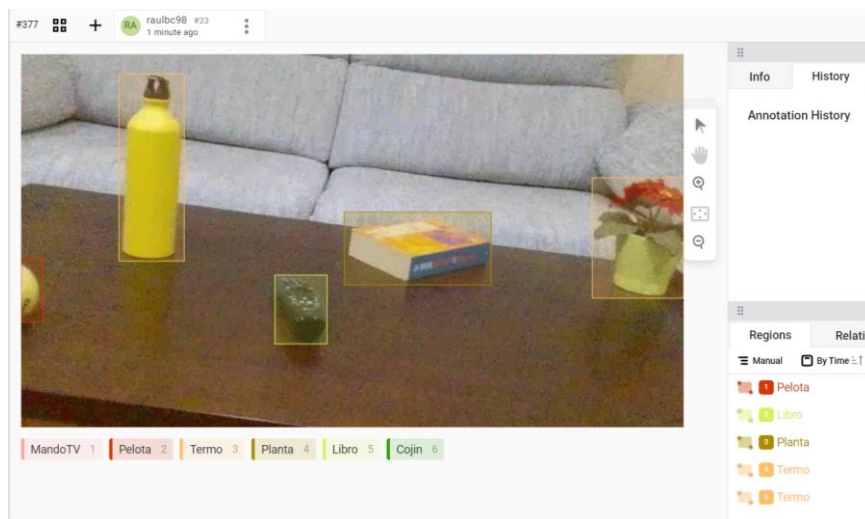 #377
raulbc98 #23
RA
1 minute ago
Info History
Annotation History
Regions Relati
Manual By Time
1 Pelota
2 Libro
3 Planta
4 Termo
5 Termo
MandoTV 1 Pelota 2 Termo 3 Planta 4 Libro 5 Cojin 6